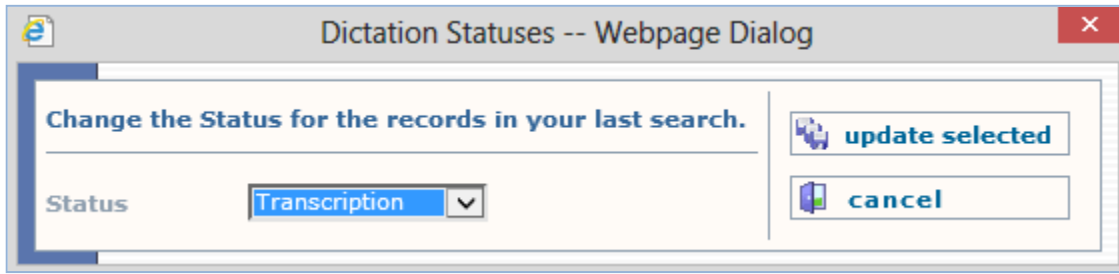 Dictation Statuses -- Webpage Dialog
Change the Status for the records in your last search.
Status
Transcription
update selected
cancel